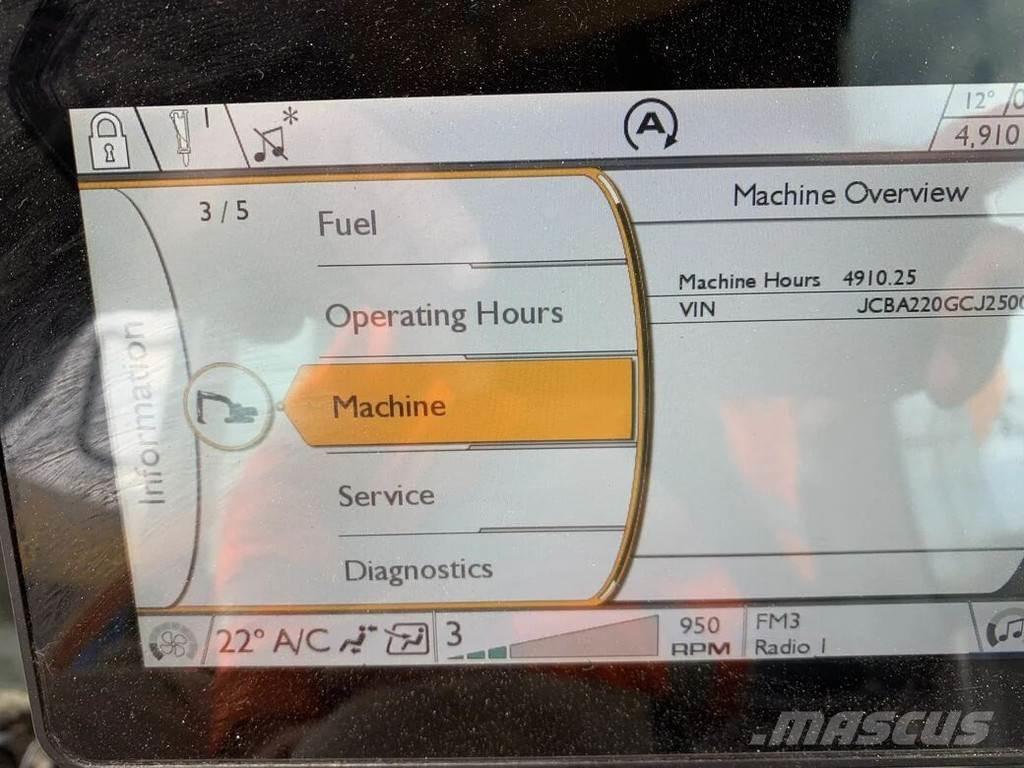 I
*
A
12°
4,910
3 / 5
Machine Overview
Fuel
Machine Hours 4910.25
VIN
Operating Hours
Information
Machine
Service
Diagnostics
22° A/C
3
950
RPM
FM3
Radio 1
.MASCUS